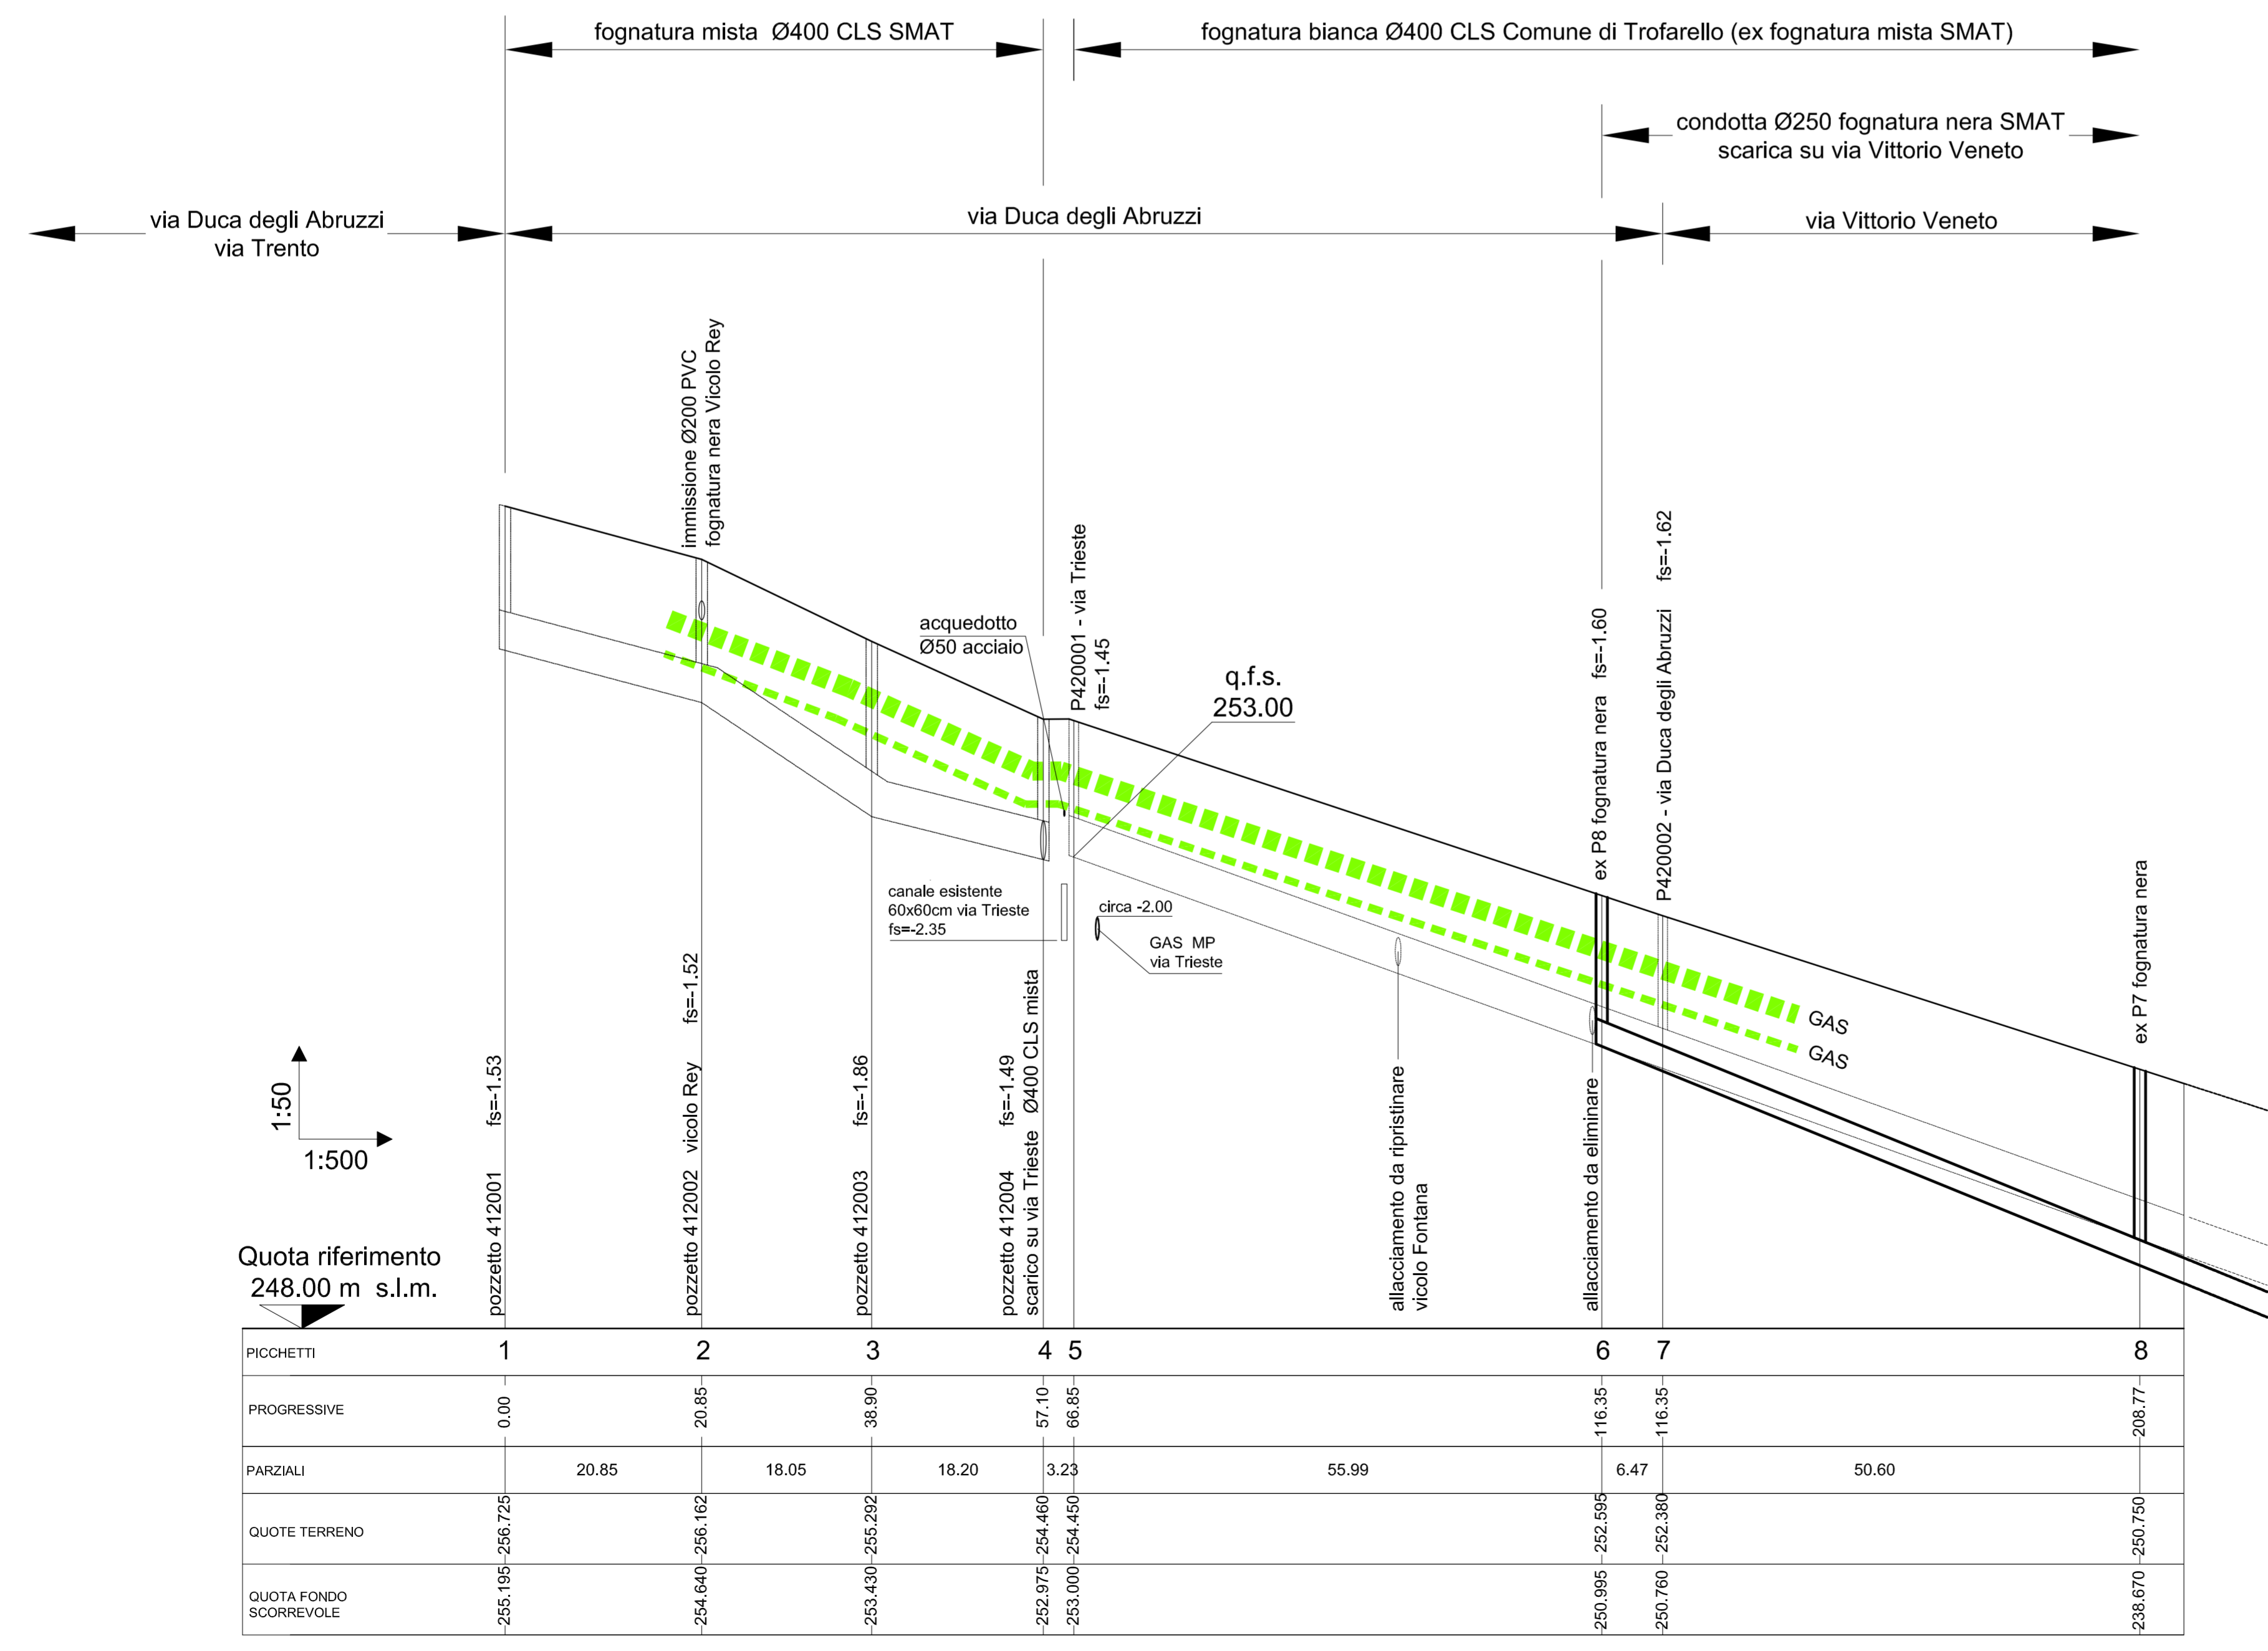 fognatura mista Ø400 CLS SMAT
fognatura bianca Ø400 CLS Comune di Trofarello (ex fognatura mista SMAT)
condotta Ø250 fognatura nera SMAT
scarica su via Vittorio Veneto
via Duca degli Abruzzi
via Trento
via Duca degli Abruzzi
via Vittorio Veneto
immissione Ø200 PVC
fognatura nera Vicolo Rey
acquedotto
Ø50 acciaio
P420001 - via Trieste
fs=-1.45
q.f.s.
253.00
ex P8 fognatura nera fs=-1.60
P420002 - via Duca degli Abruzzi fs=-1.62
ex P7 fognatura nera
canale esistente
60x60cm via Trieste
fs=-2.35
circa -2.00
GAS MP
via Trieste
GAS
GAS
pozzetto 412001 fs=-1.53
pozzetto 412002 vicolo Rey fs=-1.52
pozzetto 412003 fs=-1.86
pozzetto 412004 fs=-1.49
scarico su via Trieste Ø400 CLS mista
allacciamento da ripristinare
vicolo Fontana
allacciamento da eliminare
1:50
1:500
Quota riferimento
248.00 m s.l.m.
PICCHETTI 1 2 3 4 5 6 7 8
PROGRESSIVE 0.00 20.85 38.90 57.10 66.85 116.35 116.35 208.77
PARZIALI 20.85 18.05 18.20 3.23 55.99 6.47 50.60
QUOTE TERRENO 256.725 256.162 255.292 254.460 254.450 252.595 252.380 250.750
QUOTA FONDO
SCORREVOLE 255.195 254.640 253.430 252.975 253.000 250.995 250.760 238.670